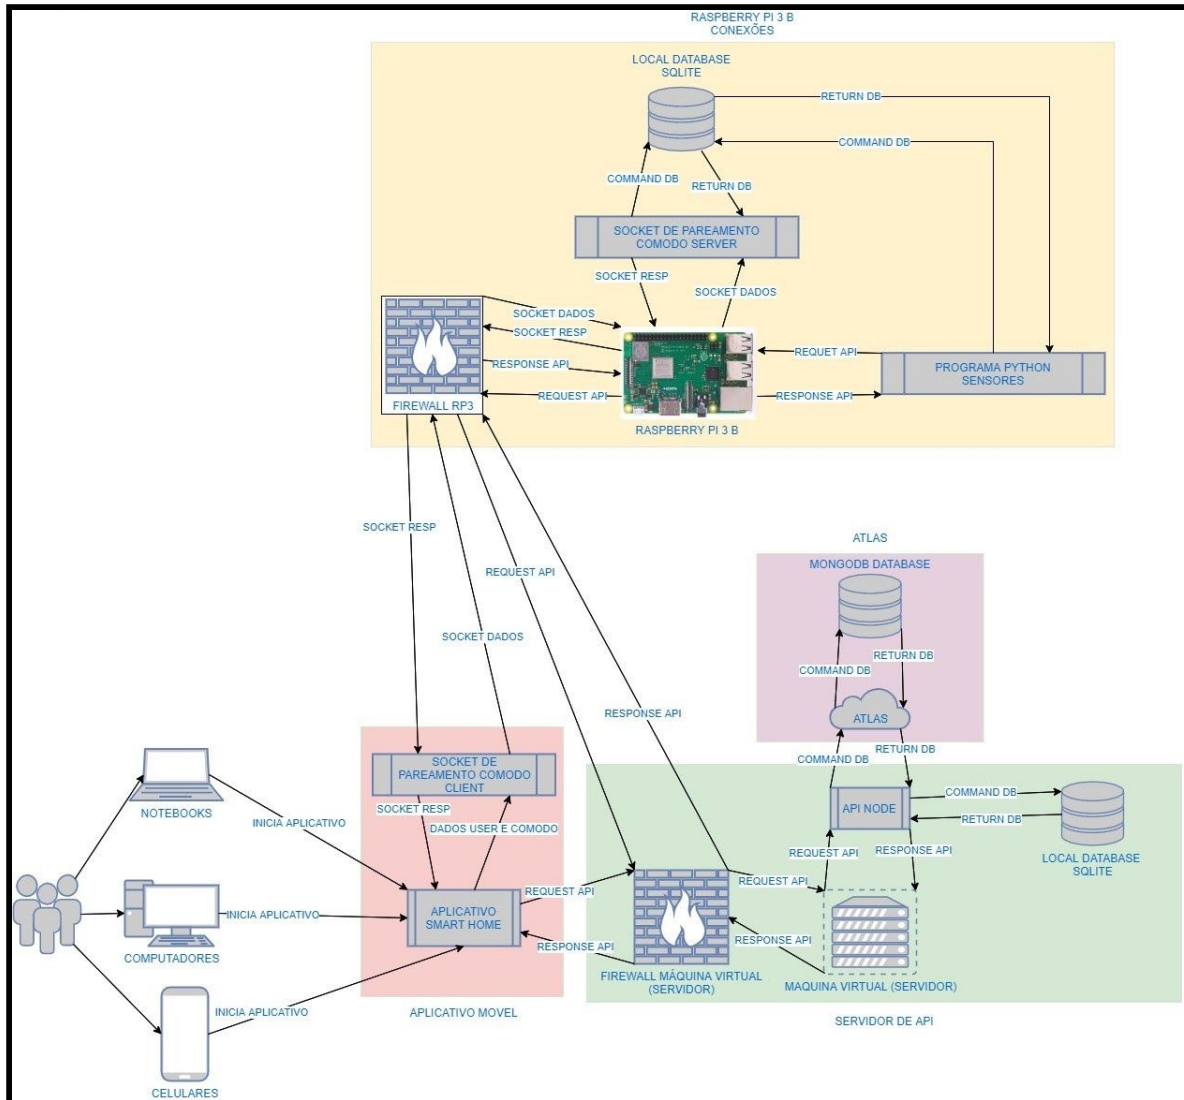 RASPBERRY PI 3 B
CONEXÕES
LOCAL DATABASE
SQLITE
RETURN DB
COMMAND DB
COMMAND DB
RETURN DB
SOCKET DE PAREAMENTO
COMODO SERVER
SOCKET RESP
SOCKET DADOS
SOCKET DADOS
SOCKET RESP
RESPONSE API
REQUEST API
FIREWALL RP3
RASPBERRY PI 3 B
REQUET API
RESPONSE API
PROGRAMA PYTHON
SENSORES
SOCKET RESP
REQUEST API
SOCKET DADOS
RESPONSE API
ATLAS
MONGODB DATABASE
COMMAND DB
RETURN DB
ATLAS
COMMAND DB
RETURN DB
API NODE
COMMAND DB
RETURN DB
LOCAL DATABASE
SQLITE
REQUEST API
RESPONSE API
SOCKET DE
PAREAMENTO COMODO
CLIENT
SOCKET RESP
DADOS USER E COMODO
NOTEBOOKS
INICIA APLICATIVO
COMPUTADORES
INICIA APLICATIVO
CELULARES
INICIA APLICATIVO
APLICATIVO
SMART HOME
REQUEST API
RESPONSE API
APLICATIVO MOVEL
REQUEST API
RESPONSE API
FIREWALL MÁQUINA VIRTUAL
(SERVIDOR)
MAQUINA VIRTUAL (SERVIDOR)
SERVIDOR DE API